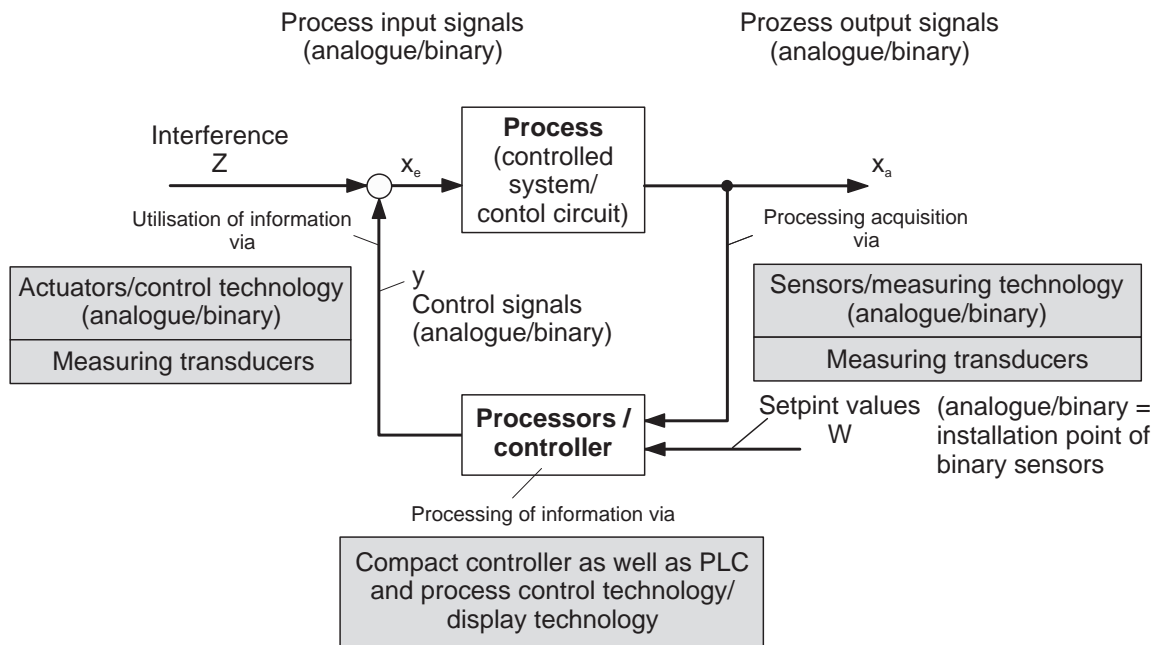 Process input signals
(analogue/binary)
Prozess output signals
(analogue/binary)
Interference
Z
x_e
Process
(controlled
system/
contol circuit)
x_a
Utilisation of information
via
Processing acquisition
via
Actuators/control technology
(analogue/binary)
Measuring transducers
y
Control signals
(analogue/binary)
Sensors/measuring technology
(analogue/binary)
Measuring transducers
Processors /
controller
Setpint values
W
(analogue/binary =
installation point of
binary sensors
Processing of information via
Compact controller as well as PLC
and process control technology/
display technology